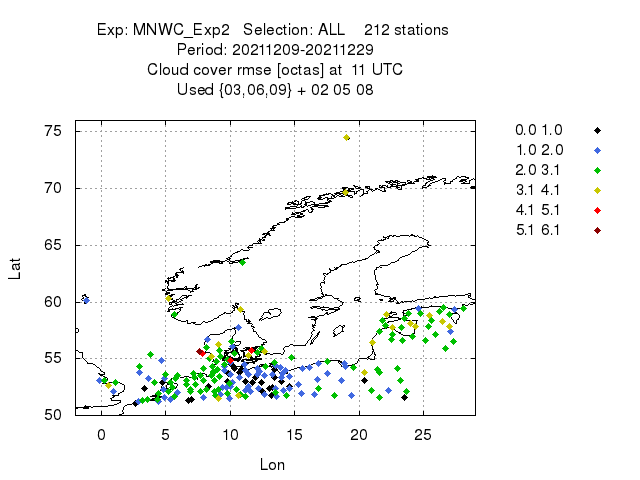 Exp: MNWC_Exp2 Selection: ALL 212 stations
Period: 20211209-20211229
Cloud cover rmse [octas] at 11 UTC
Used {03,06,09} + 02 05 08
0.0 1.0
1.0 2.0
2.0 3.1
3.1 4.1
4.1 5.1
5.1 6.1
75
70
65
60
55
50
Lat
0 5 10 15 20 25
Lon